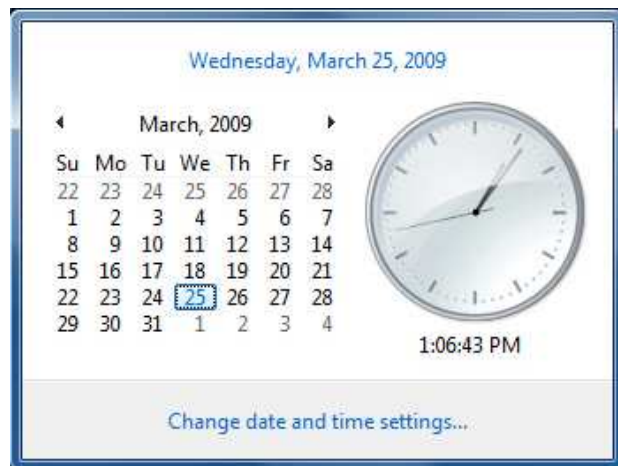 Wednesday, March 25, 2009
March, 2009
Su Mo Tu We Th Fr Sa
22 23 24 25 26 27 28
1 2 3 4 5 6 7
8 9 10 11 12 13 14
15 16 17 18 19 20 21
22 23 24 25 26 27 28
29 30 31 1 2 3 4
1:06:43 PM
Change date and time settings...